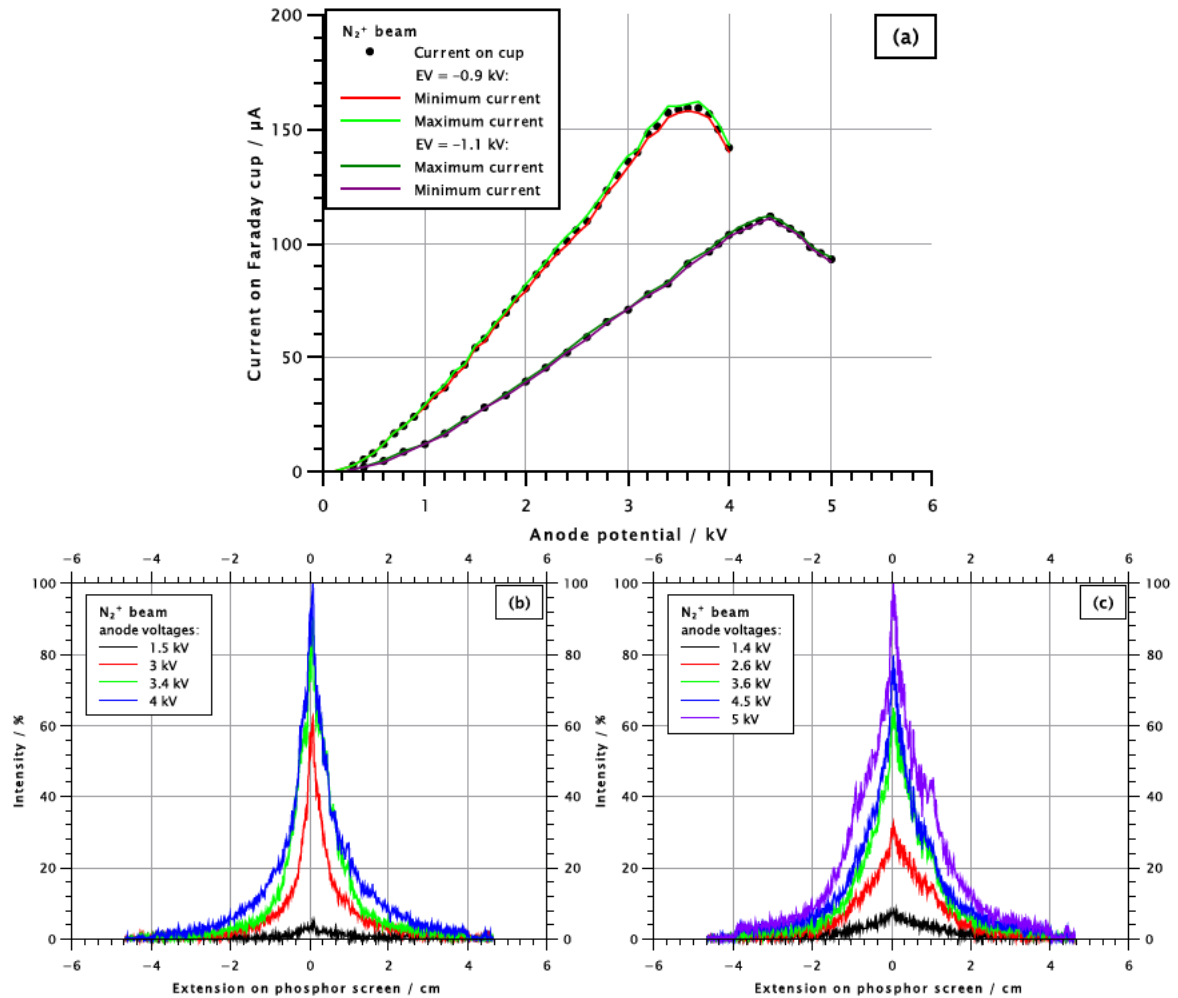 200
150
100
50
0
Current on Faraday cup / μA
N₂⁺ beam
Current on cup
EV = −0.9 kV:
Minimum current
Maximum current
EV = −1.1 kV:
Maximum current
Minimum current
(a)
0 1 2 3 4 5 6
Anode potential / kV
−6 −4 −2 0 2 4 6
100
80
60
40
20
0
Intensity / %
N₂⁺ beam
anode voltages:
1.5 kV
3 kV
3.4 kV
4 kV
(b)
100
80
60
40
20
0
−6 −4 −2 0 2 4 6
Extension on phosphor screen / cm
−6 −4 −2 0 2 4 6
100
80
60
40
20
0
Intensity / %
N₂⁺ beam
anode voltages:
1.4 kV
2.6 kV
3.6 kV
4.5 kV
5 kV
(c)
100
80
60
40
20
0
−6 −4 −2 0 2 4 6
Extension on phosphor screen / cm